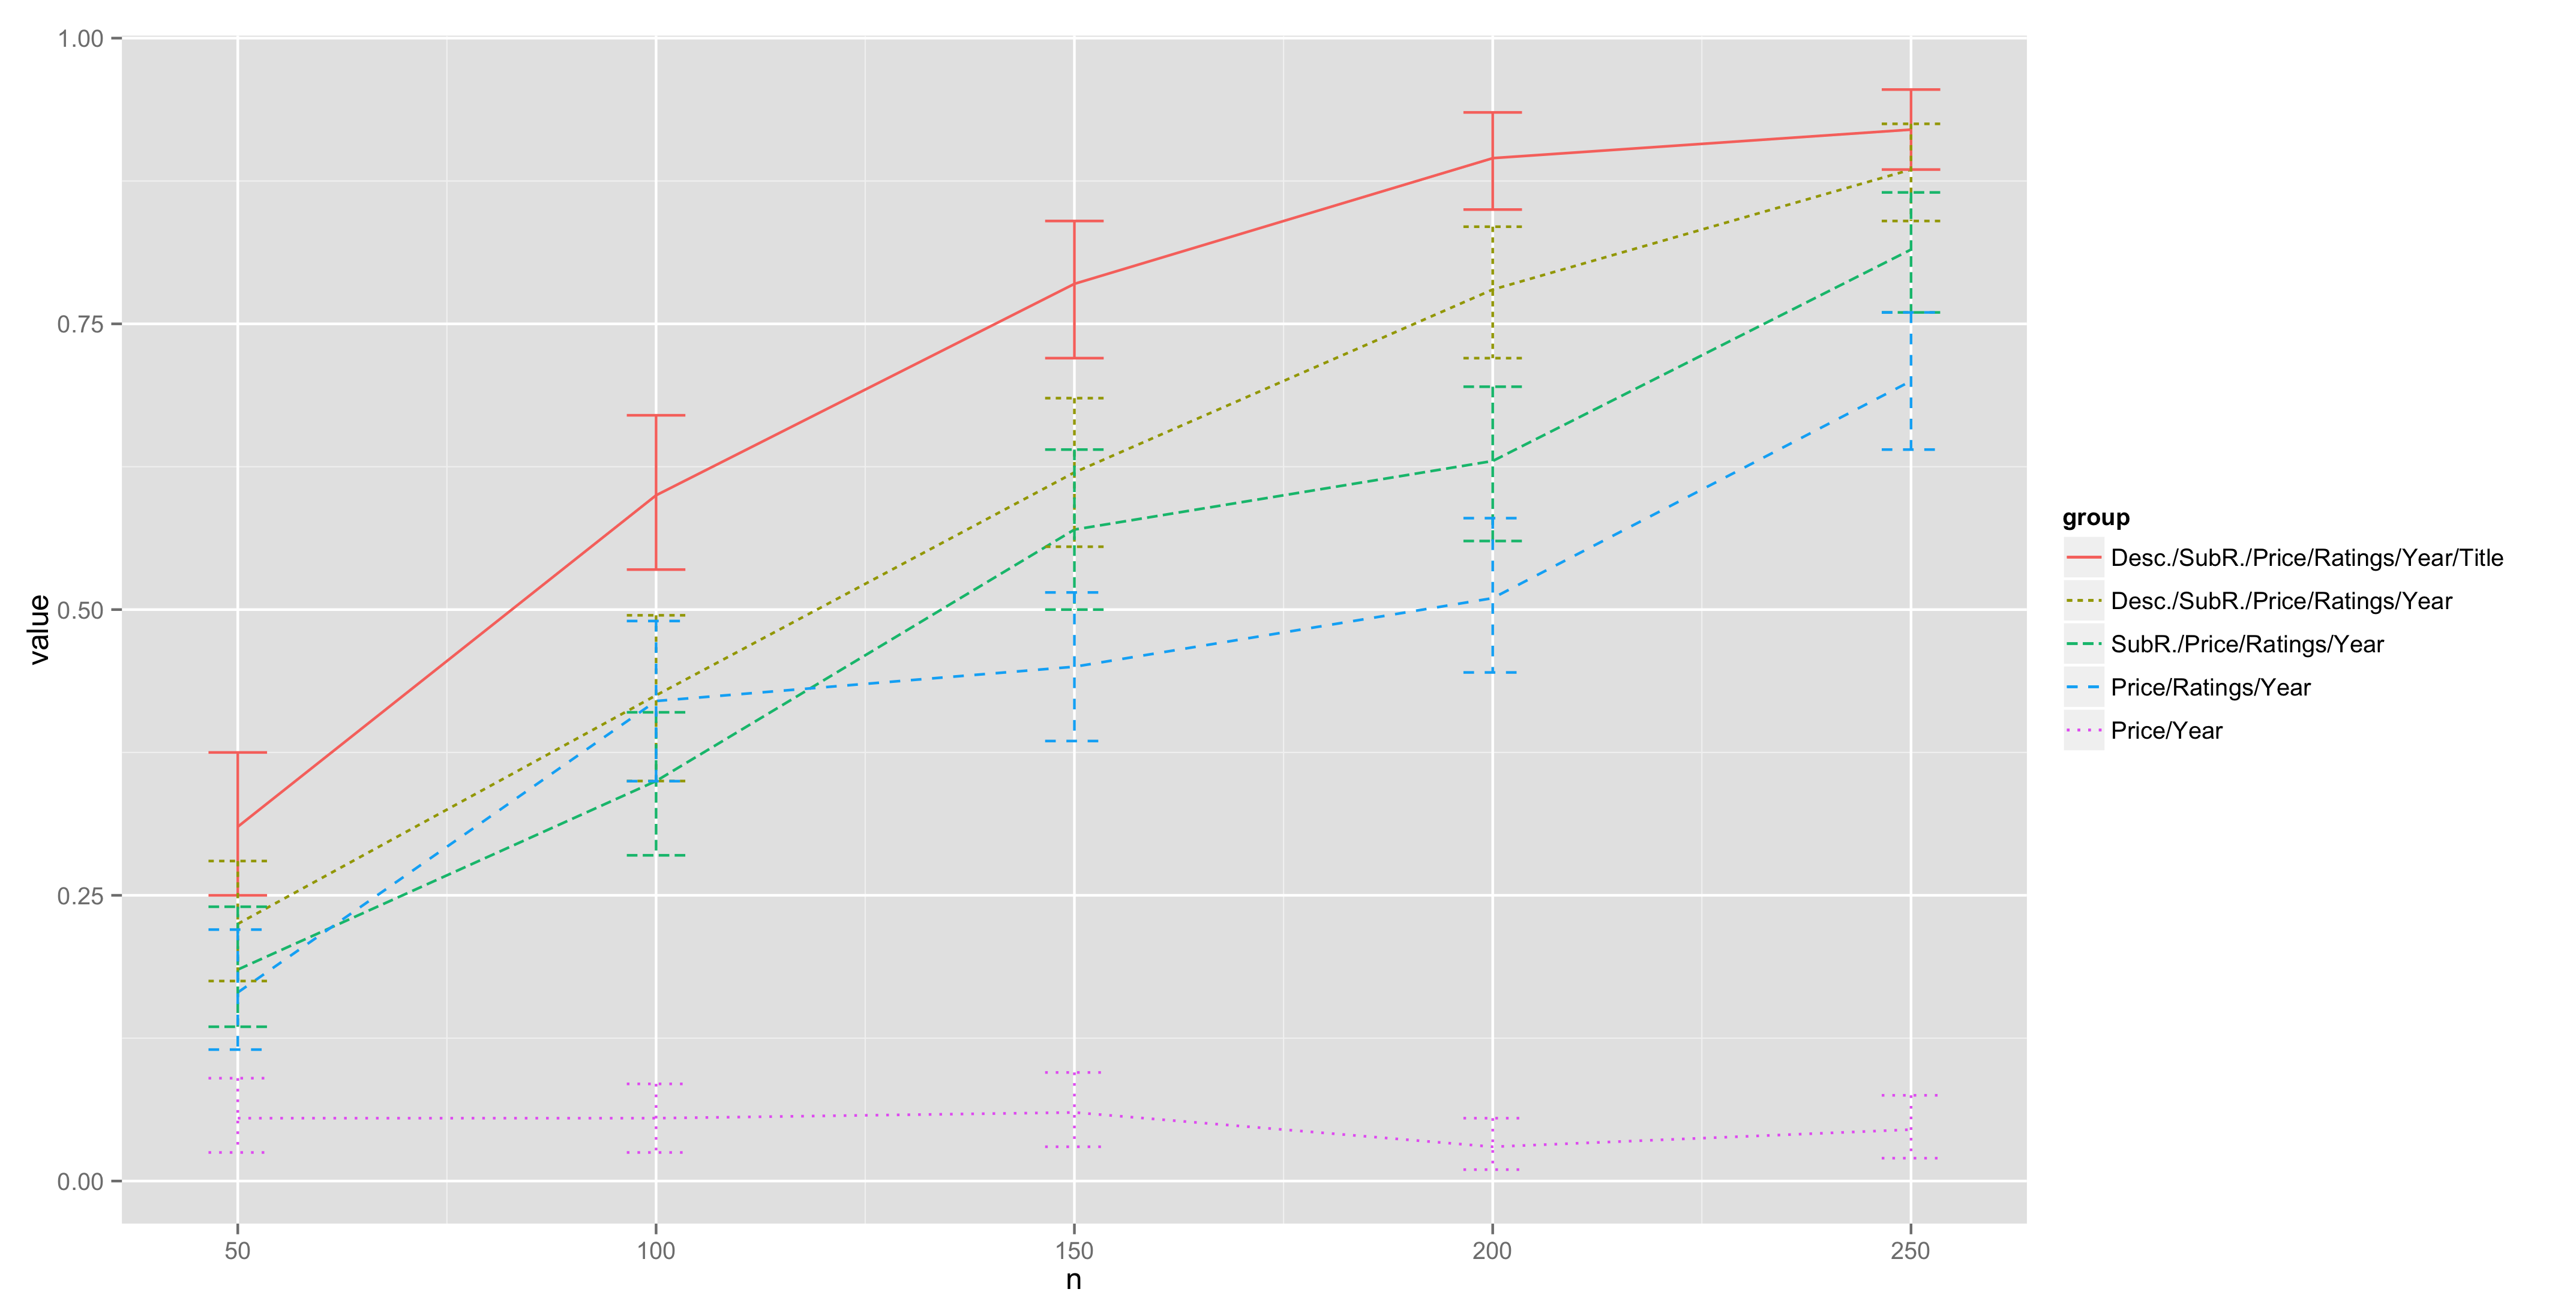 1.00
0.75
0.50
0.25
0.00
value
50 100 150 200 250
n
group
Desc./SubR./Price/Ratings/Year/Title
Desc./SubR./Price/Ratings/Year
SubR./Price/Ratings/Year
Price/Ratings/Year
Price/Year